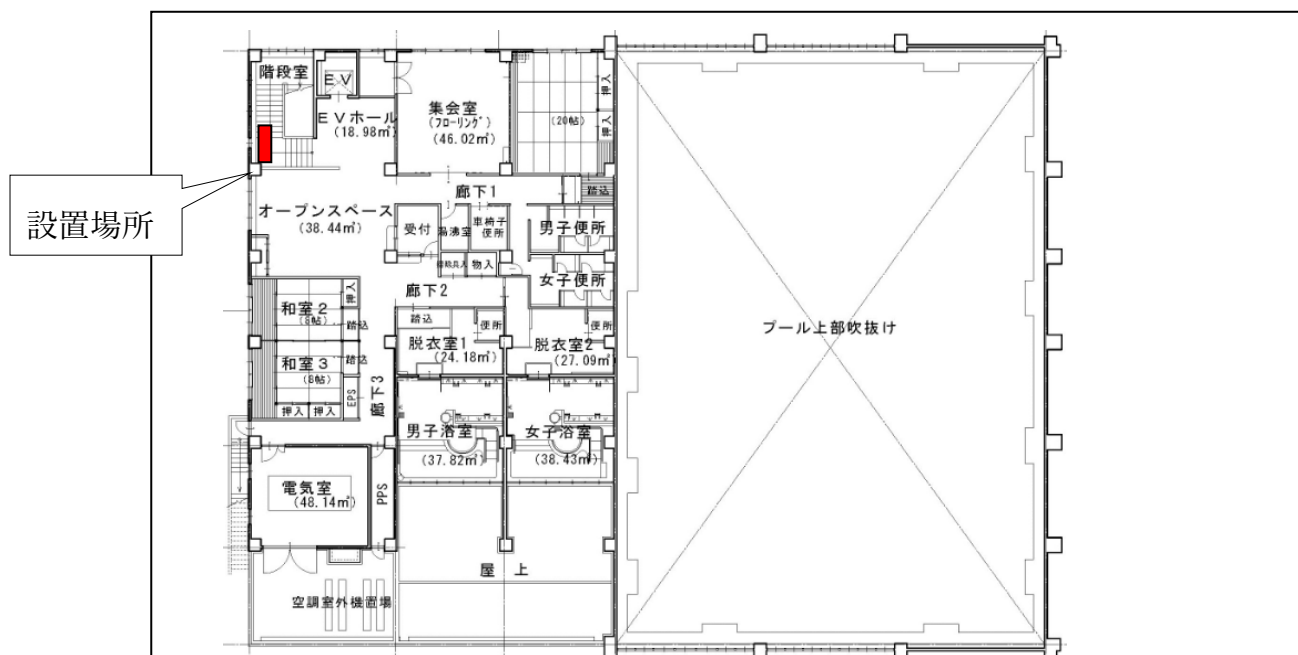 階段室
EV
EVホール
(18.98㎡)
集会室
(フローリング)
(46.02㎡)
(20帖)
押入
押入
設置場所
オープンスペース
(38.44㎡)
廊下1
踏込
受付
湯沸室
車椅子
便所
男子便所
掃除具入
物入
女子便所
廊下2
和室2
(8帖)
押入
踏込
和室3
(8帖)
踏込
押入
押入
EPS
廊下3
踏込
便所
脱衣室1
(24.18㎡)
便所
脱衣室2
(27.09㎡)
男子浴室
(37.82㎡)
女子浴室
(38.43㎡)
プール上部吹抜け
電気室
(48.14㎡)
PPS
屋上
空調室外機置場